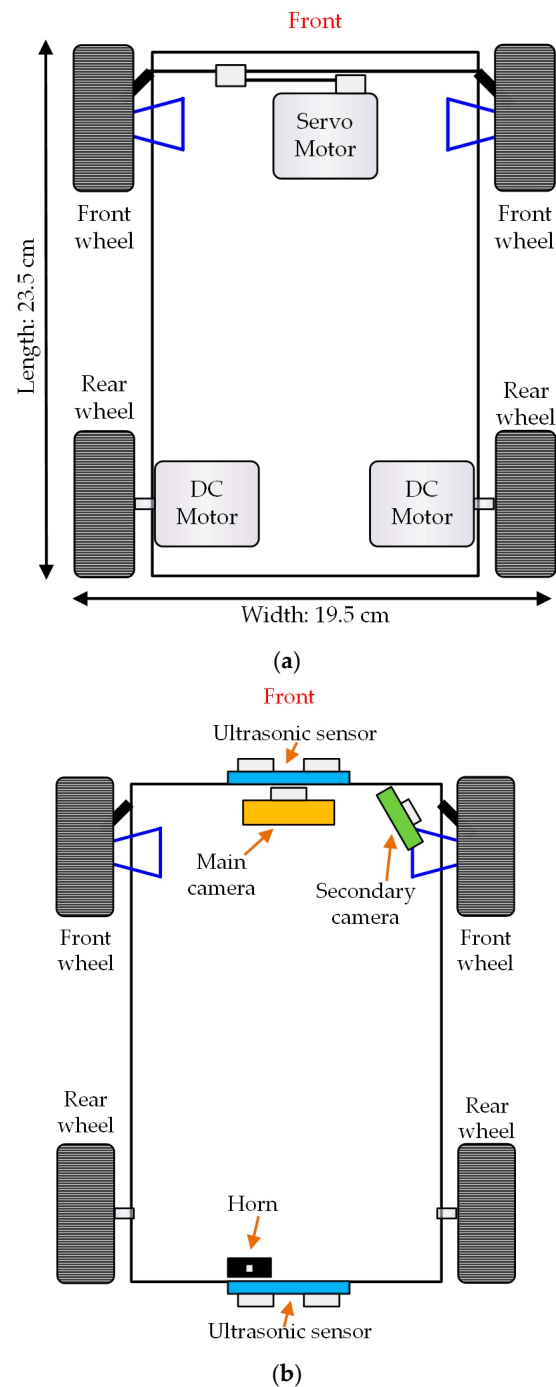 Front
Servo
Motor
Front
wheel
Front
wheel
Length: 23.5 cm
Rear
wheel
Rear
wheel
DC
Motor
DC
Motor
Width: 19.5 cm
(a)
Front
Ultrasonic sensor
Main
camera
Secondary
camera
Front
wheel
Front
wheel
Rear
wheel
Rear
wheel
Horn
Ultrasonic sensor
(b)